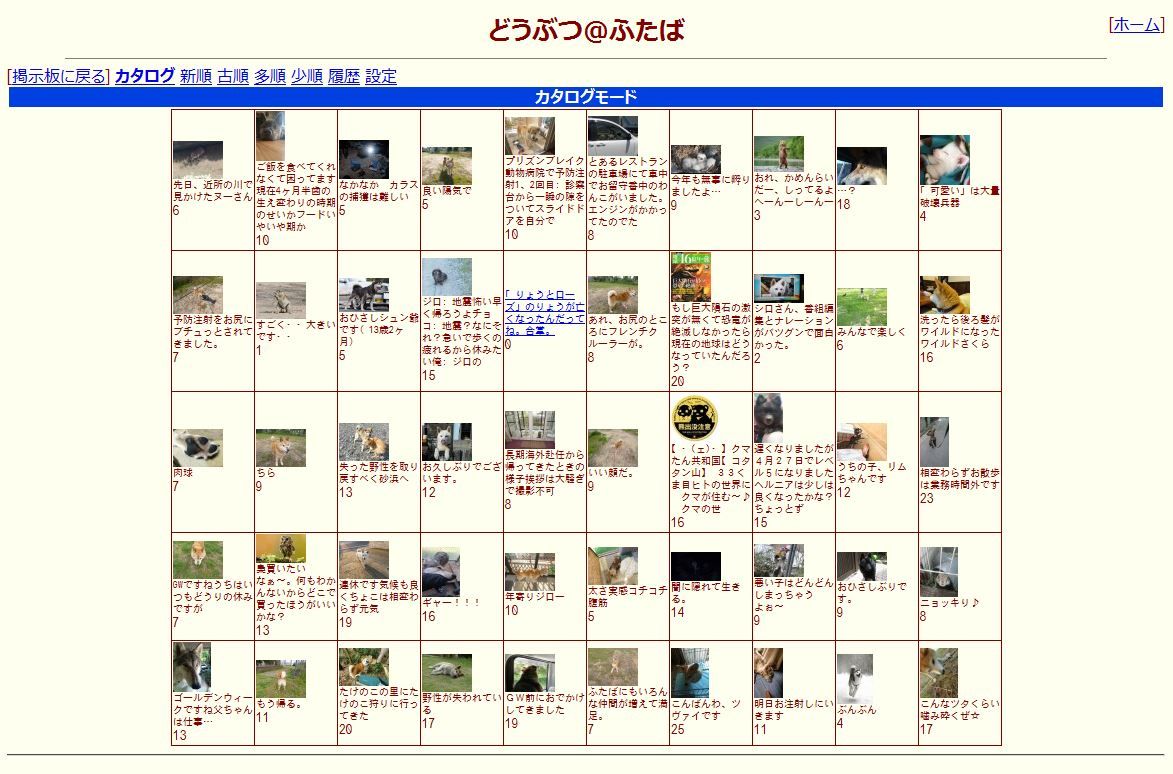 どうぶつ@ふたば
[ホーム]
[掲示板に戻る] カタログ 新順 古順 多順 少順 履歴 設定
カタログモード
先日、近所の川で
見かけたヌーさん
6
ご飯を食べてくれ
なくて困ってます
現在4ヶ月半歯の
生え変わりの時期
のせいかフードい
やいや期か
10
なかなか　カラス
の捕獲は難しい
5
良い陽気で
5
プリズンブレイク
動物病院で予防注
射1、2回目: 診察
台から一瞬の隙を
ついてスライドド
アを自分で
10
とあるレストラン
の駐車場にて車中
でお留守番中のわ
んこがいました。
エンジンがかかっ
てたのでた
8
今年も無事に孵り
ましたよ…
9
おれ、かめんらい
だー、しってるよ
へーんーしーんー
3
…？
18
「可愛い」は大量
破壊兵器
4
予防注射をお尻に
プチュっとされて
きました。
7
すごく・・大きい
です・・
1
おひさしシュン爺
です( 13歳2ヶ
月)
5
ジロ: 地震怖い早
く帰ろうよチョ
コ: 地震？なにそ
れ？急いで歩くの
疲れるから休みた
い俺: ジロの
15
「りょうとロー
ズ」のりょうが亡
くなったんだって
ね。合掌。
0
あれ、お尻のとこ
ろにフレンチク
ルーラーが。
8
もし巨大隕石の激
突が無くて恐竜が
絶滅しなかったら
現在の地球はどう
なっていたんだろ
う？
20
シロさん、番組編
集とナレーション
がバツグンで面白
かった。
2
みんなで楽しく
6
洗ったら後ろ髪が
ワイルドになった
ワイルドさくら
16
肉球
7
ちら
9
失った野性を取り
戻すべく砂浜へ
13
お久しぶりでござ
います。
12
長期海外赴任から
帰ってきたときの
様子挨拶は大騒ぎ
で撮影不可
8
いい顔だ。
9
熊出没注意
【・(ェ)・】クマ
たん共和国【コタ
タン山】　３３く
ま目ヒトの世界に
　クマが住む〜♪
　クマの世
16
遅くなりましたが
４月２７日でレベ
ル５になりました
ヘルニアは少しは
良くなったかな？
ちょっとず
15
うちの子、リム
ちゃんです
12
相変わらずお散歩
は業務時間外です
23
GWですねうちはい
つもどうりの休み
ですが
7
梟買いたい
なぁ〜。何もわか
んないからどこで
買ったほうがいい
かな？
13
連休です気候も良
くちょこは相変わ
らず元気
19
ギャー！！！
16
年寄りジロー
10
太さ実感コチコチ
腹筋
5
闇に隠れて生き
る。
14
悪い子はどんどん
しまっちゃう
よぉ〜
9
おひさしぶりで
す。
9
ニョッキり♪
8
ゴールデンウィー
クですね父ちゃん
は仕事…
13
もう帰る。
11
たけのこの里にた
けのこ狩りに行っ
てきた
20
野性が失われてい
る
17
ＧＷ前におでかけ
してきました
19
ふたばにもいろん
な仲間が増えて満
足。
7
こんばんわ、ツ
ヴァイです
25
明日お注射しにい
きます
11
ぷんぷん
4
こんなツタくらい
噛み砕くぜ☆
17